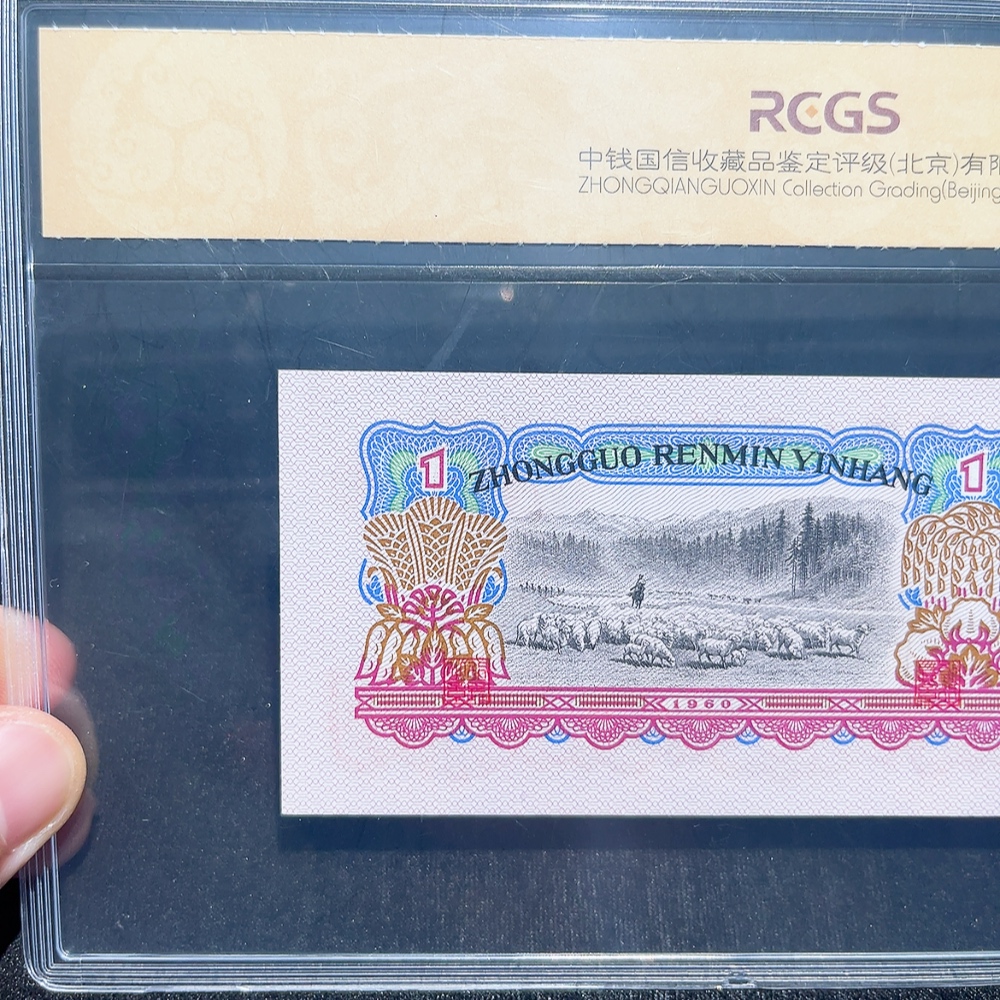 RCGS
中钱国信收藏品鉴定评级(北京)有
ZHONGQIANGUOXIN Collection Grading(Beijing
ZHONGGUO RENMIN YINHANG
1
1
1960